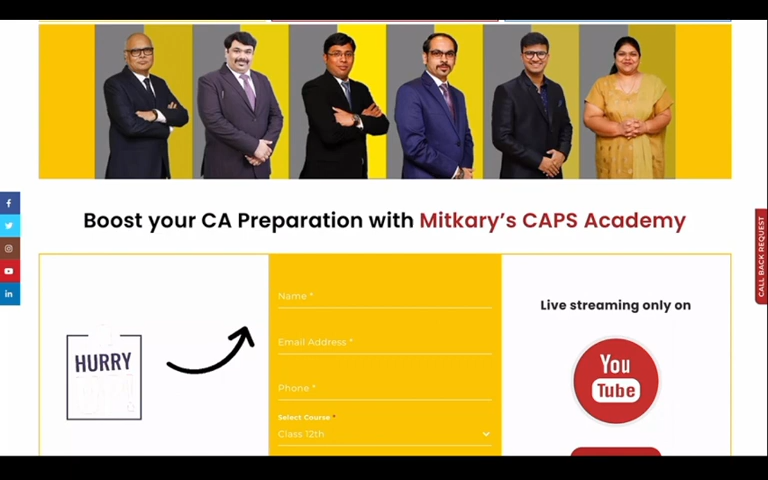 Boost your CA Preparation with Mitkary's CAPS Academy
CALL BACK REQUEST
HURRY
Name *
Email Address *
Phone *
Select Course *
Class 12th
Live streaming only on
You
Tube